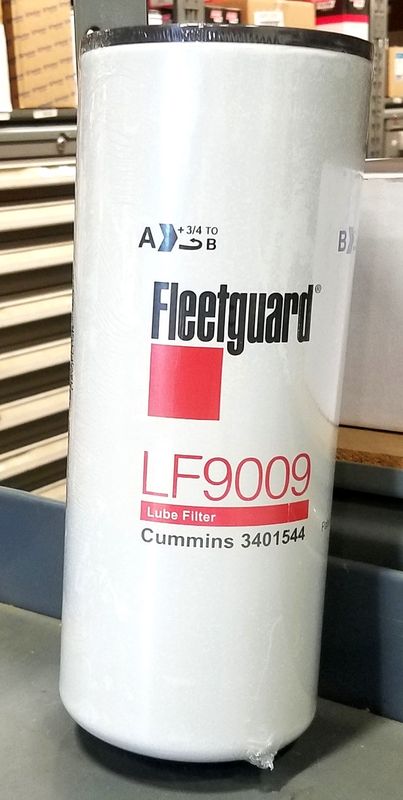 A + 3/4 TO B
B
Fleetguard®
LF9009
Lube Filter
Cummins 3401544